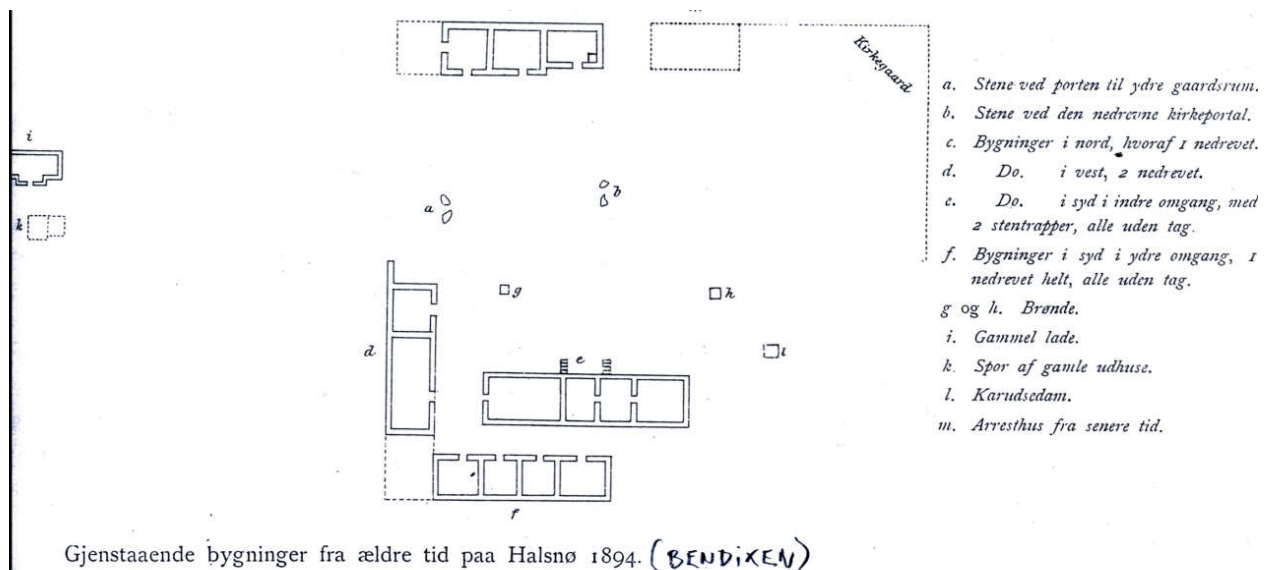 Kirkegaard
i
k
a
b
g
h
d
e
l
f
a. Stene ved porten til ydre gaardsrum.
b. Stene ved den nedrevne kirkeportal.
c. Bygninger i nord, hvoraf 1 nedrevet.
d. Do. i vest, 2 nedrevet.
e. Do. i syd i indre omgang, med
2 stentrapper, alle uden tag.
f. Bygninger i syd i ydre omgang, 1
nedrevet helt, alle uden tag.
g og h. Brønde.
i. Gammel lade.
k. Spor af gamle udhuse.
l. Karudsedam.
m. Arresthus fra senere tid.
Gjenstaaende bygninger fra ældre tid paa Halsnø 1894. (BENDIXEN)